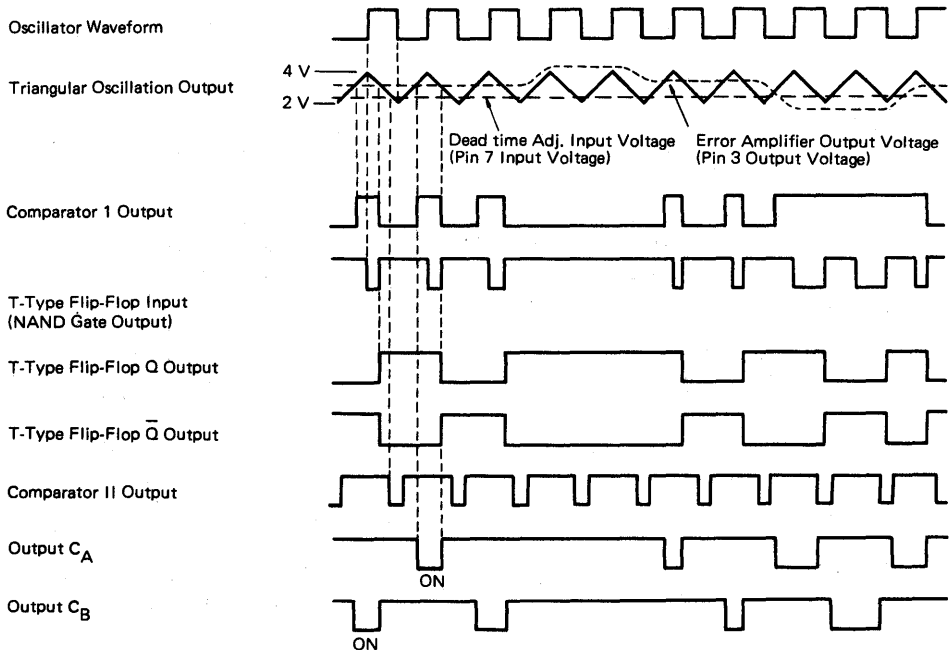 Oscillator Waveform
Triangular Oscillation Output
4 V
2 V
Dead time Adj. Input Voltage
(Pin 7 Input Voltage)
Error Amplifier Output Voltage
(Pin 3 Output Voltage)
Comparator 1 Output
T-Type Flip-Flop Input
(NAND Gate Output)
T-Type Flip-Flop Q Output
T-Type Flip-Flop Q̅ Output
Comparator II Output
Output CA
ON
Output CB
ON